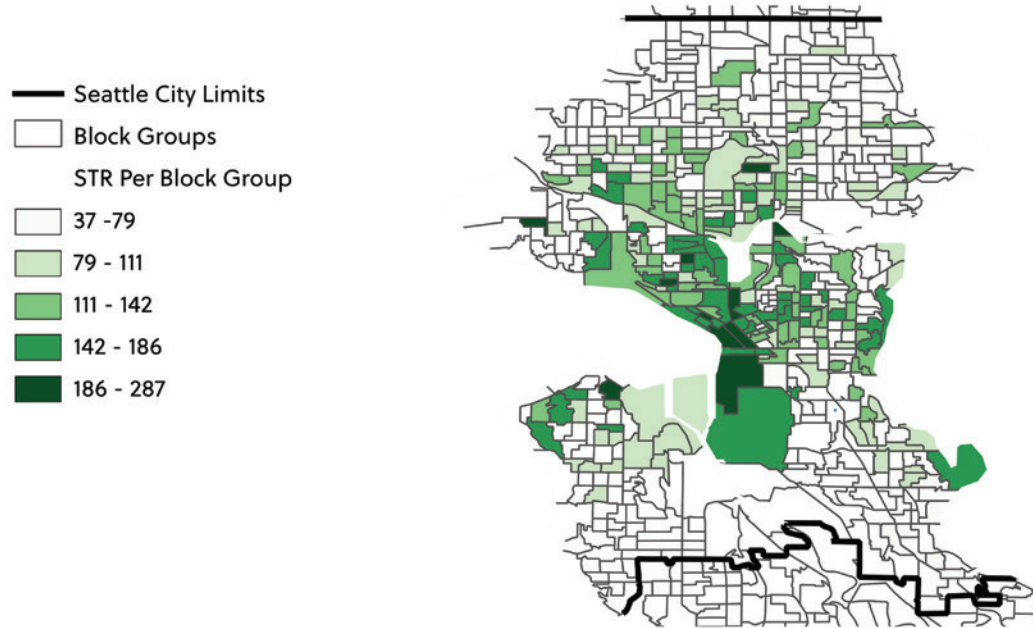 Seattle City Limits
Block Groups
STR Per Block Group
37 -79
79 - 111
111 - 142
142 - 186
186 - 287